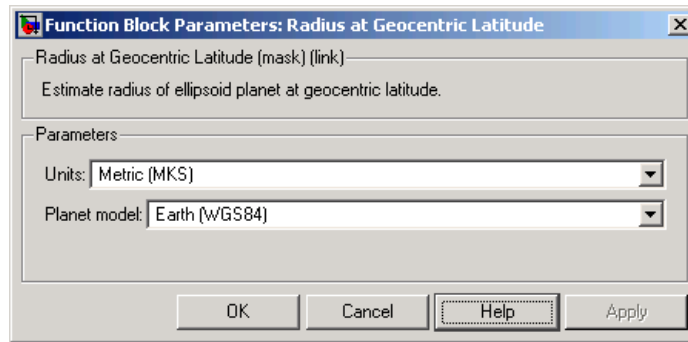 Function Block Parameters: Radius at Geocentric Latitude
Radius at Geocentric Latitude (mask) (link)
Estimate radius of ellipsoid planet at geocentric latitude.
Parameters
Units: Metric (MKS)
Planet model: Earth (WGS84)
OK Cancel Help Apply